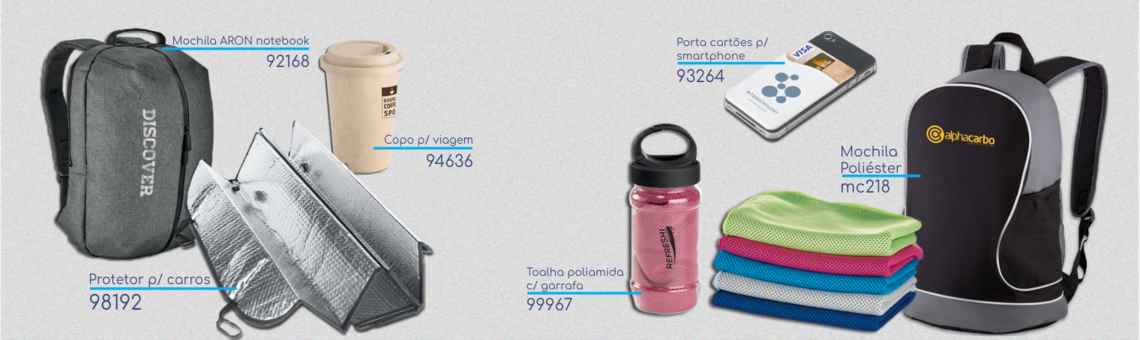 Mochila ARON notebook
92168
DISCOVER
Copo p/ viagem
94636
Protetor p/ carros
98192
Porta cartões p/
smartphone
93264
VISA
Mochila
Poliéster
mc218
alphacarbo
Toalha poliamida
c/ garrafa
99967
REFRESH!